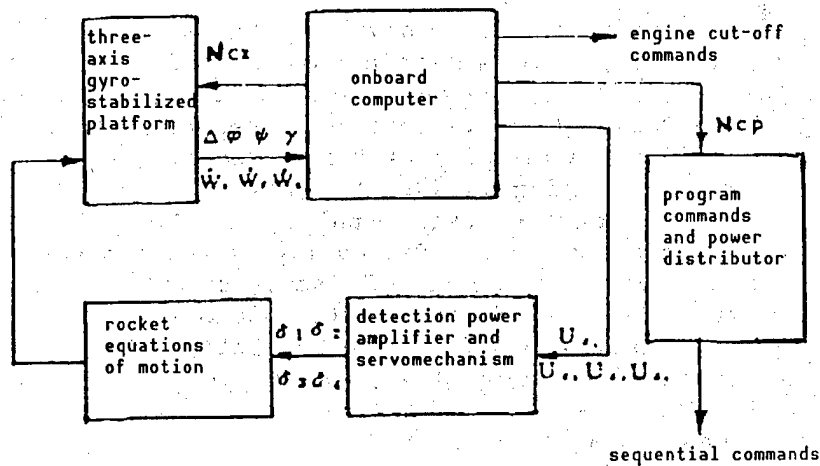 three-
axis
gyro-
stabilized
platform
Ncz
onboard
computer
engine cut-off
commands
Ncp
Δ φ ψ γ
program
commands
and power
distributor
rocket
equations
of motion
δ1 δ2
δ3 δ4
detection power
amplifier and
servomechanism
sequential commands